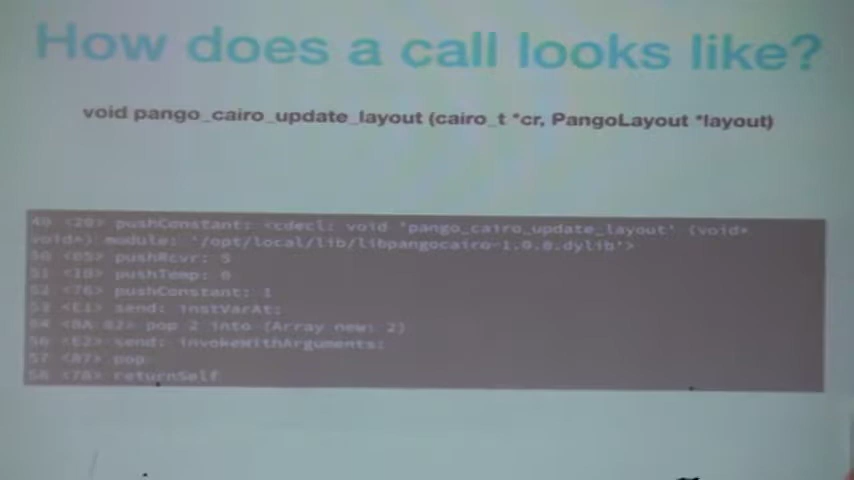 How does a call looks like?
void pango_cairo_update_layout (cairo_t *cr, PangoLayout *layout)
49 <20> pushConstant: <cdecl: void 'pango_cairo_update_layout' (void*
void*) module: '/opt/local/lib/libpangocairo-1.0.0.dylib'>
50 <05> pushRcvr: 5
51 <10> pushTemp: 0
52 <76> pushConstant: 1
53 <E1> send: instVarAt:
54 <8A 82> pop 2 into (Array new: 2)
56 <E2> send: invokeWithArguments:
57 <87> pop
58 <78> returnSelf